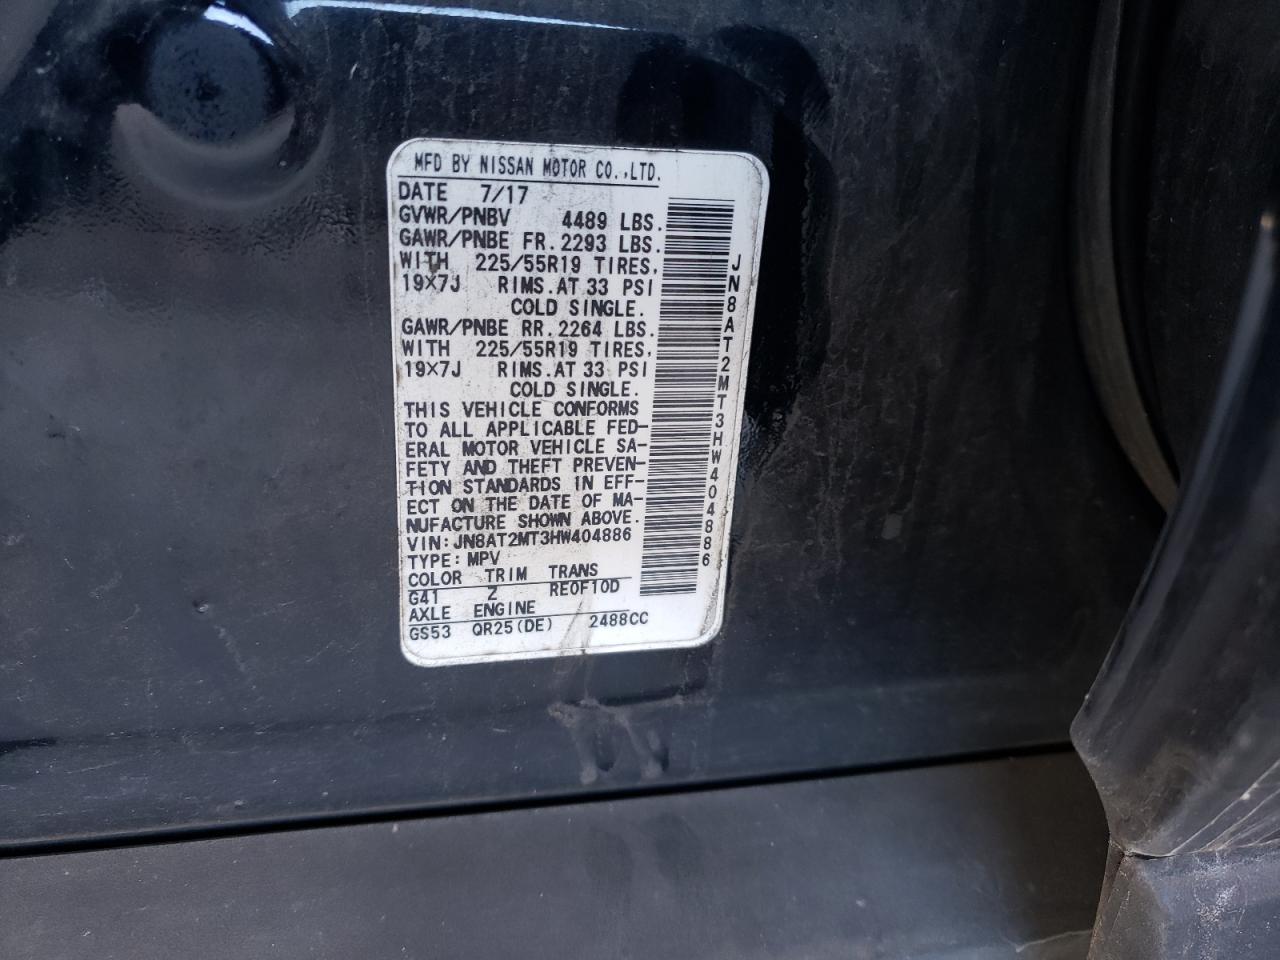 MFD BY NISSAN MOTOR CO.,LTD.
DATE 7/17
GVWR/PNBV 4489 LBS.
GAWR/PNBE FR. 2293 LBS.
WITH 225/55R19 TIRES,
19X7J RIMS. AT 33 PSI
COLD SINGLE.
GAWR/PNBE RR. 2264 LBS.
WITH 225/55R19 TIRES,
19X7J RIMS. AT 33 PSI
COLD SINGLE.
THIS VEHICLE CONFORMS
TO ALL APPLICABLE FED-
ERAL MOTOR VEHICLE SA-
FETY AND THEFT PREVEN-
TION STANDARDS IN EFF-
ECT ON THE DATE OF MA-
NUFACTURE SHOWN ABOVE.
VIN: JN8AT2MT3HW404886
TYPE: MPV
COLOR TRIM TRANS
G41 Z RE0F10D
AXLE ENGINE
GS53 QR25(DE) 2488CC
JN8AT2MT3HW404886